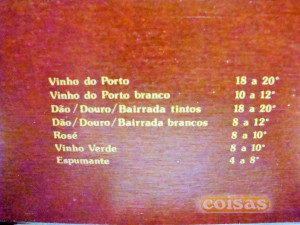 Vinho do Porto 18 a 20°
Vinho do Porto branco 10 a 12°
Dão/Douro/Bairrada tintos 18 a 20°
Dão/Douro/Bairrada brancos 8 a 12°
Rosé 8 a 10°
Vinho Verde 8 a 10°
Espumante 4 a 8°
coisas